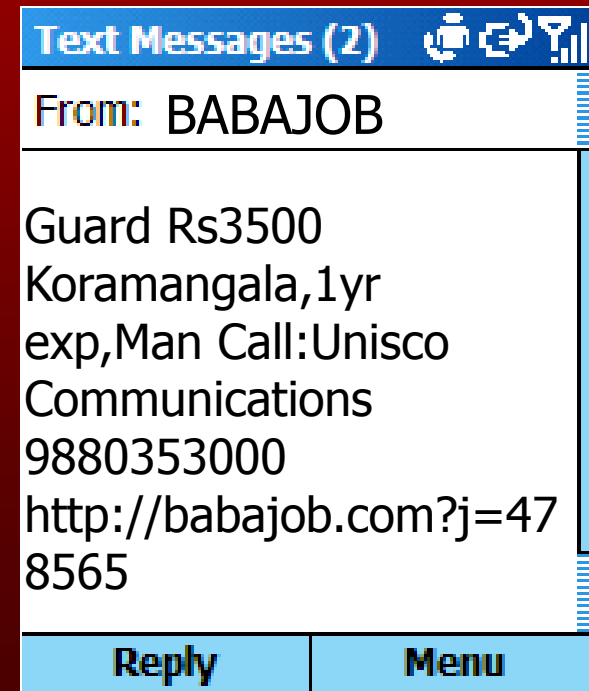 Text Messages (2)
From: BABAJOB
Guard Rs3500
Koramangala,1yr
exp,Man Call:Unisco
Communications
9880353000
http://babajob.com?j=47
8565
Reply Menu